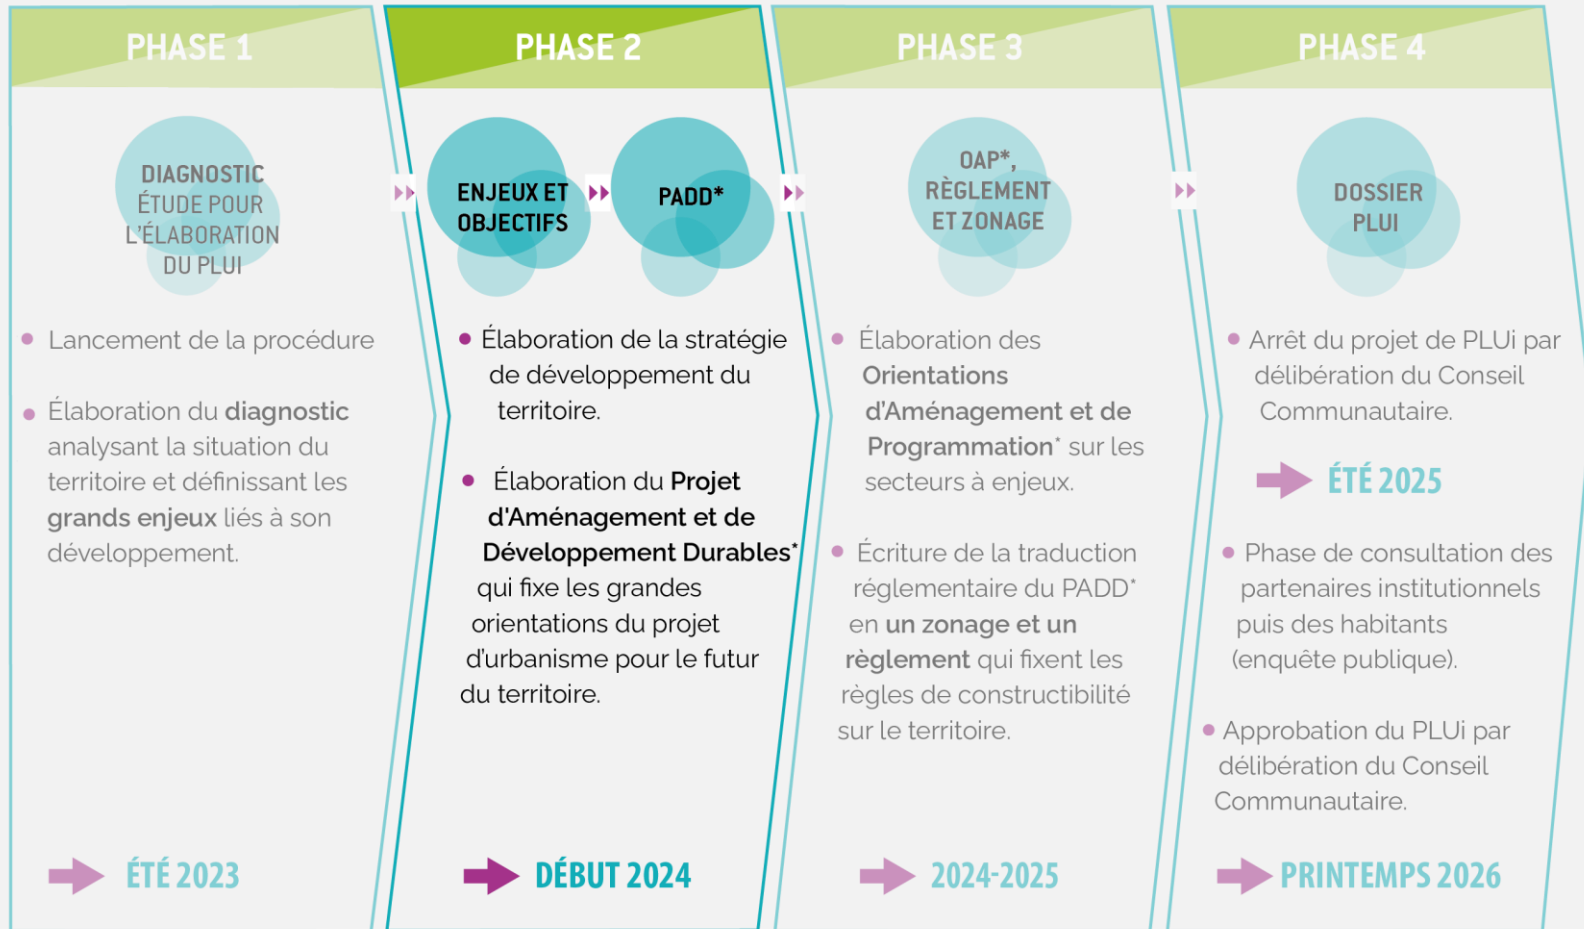 PHASE 1
DIAGNOSTIC
ÉTUDE POUR
L'ÉLABORATION
DU PLUI
• Lancement de la procédure
• Élaboration du diagnostic
analysant la situation du
territoire et définissant les
grands enjeux liés à son
développement.
ÉTÉ 2023
PHASE 2
ENJEUX ET
OBJECTIFS
PADD*
• Élaboration de la stratégie
de développement du
territoire.
• Élaboration du Projet
d'Aménagement et de
Développement Durables*
qui fixe les grandes
orientations du projet
d'urbanisme pour le futur
du territoire.
DÉBUT 2024
PHASE 3
OAP*,
RÈGLEMENT
ET ZONAGE
• Élaboration des
Orientations
d'Aménagement et de
Programmation* sur les
secteurs à enjeux.
• Écriture de la traduction
réglementaire du PADD*
en un zonage et un
règlement qui fixent les
règles de constructibilité
sur le territoire.
2024-2025
PHASE 4
DOSSIER
PLUI
• Arrêt du projet de PLUi par
délibération du Conseil
Communautaire.
ÉTÉ 2025
• Phase de consultation des
partenaires institutionnels
puis des habitants
(enquête publique).
• Approbation du PLUi par
délibération du Conseil
Communautaire.
PRINTEMPS 2026